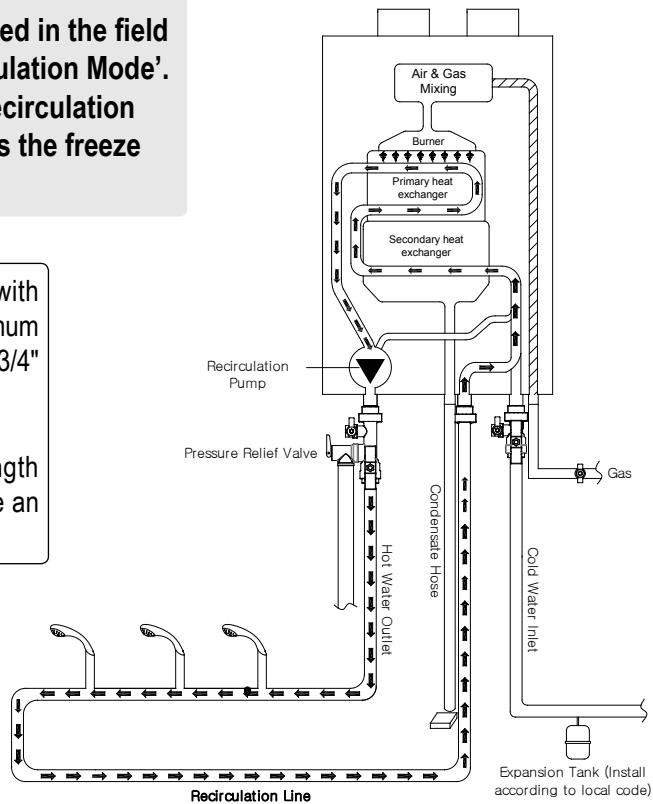 ed in the field
ulation Mode’.
ecirculation
s the freeze
with
num
3/4"
ngth
e an
Air & Gas
Mixing
Burner
Primary heat
exchanger
Secondary heat
exchanger
Recirculation
Pump
Pressure Relief Valve
Gas
Hot Water Outlet
Condensate Hose
Cold Water Inlet
Expansion Tank (Install
according to local code)
Recirculation Line